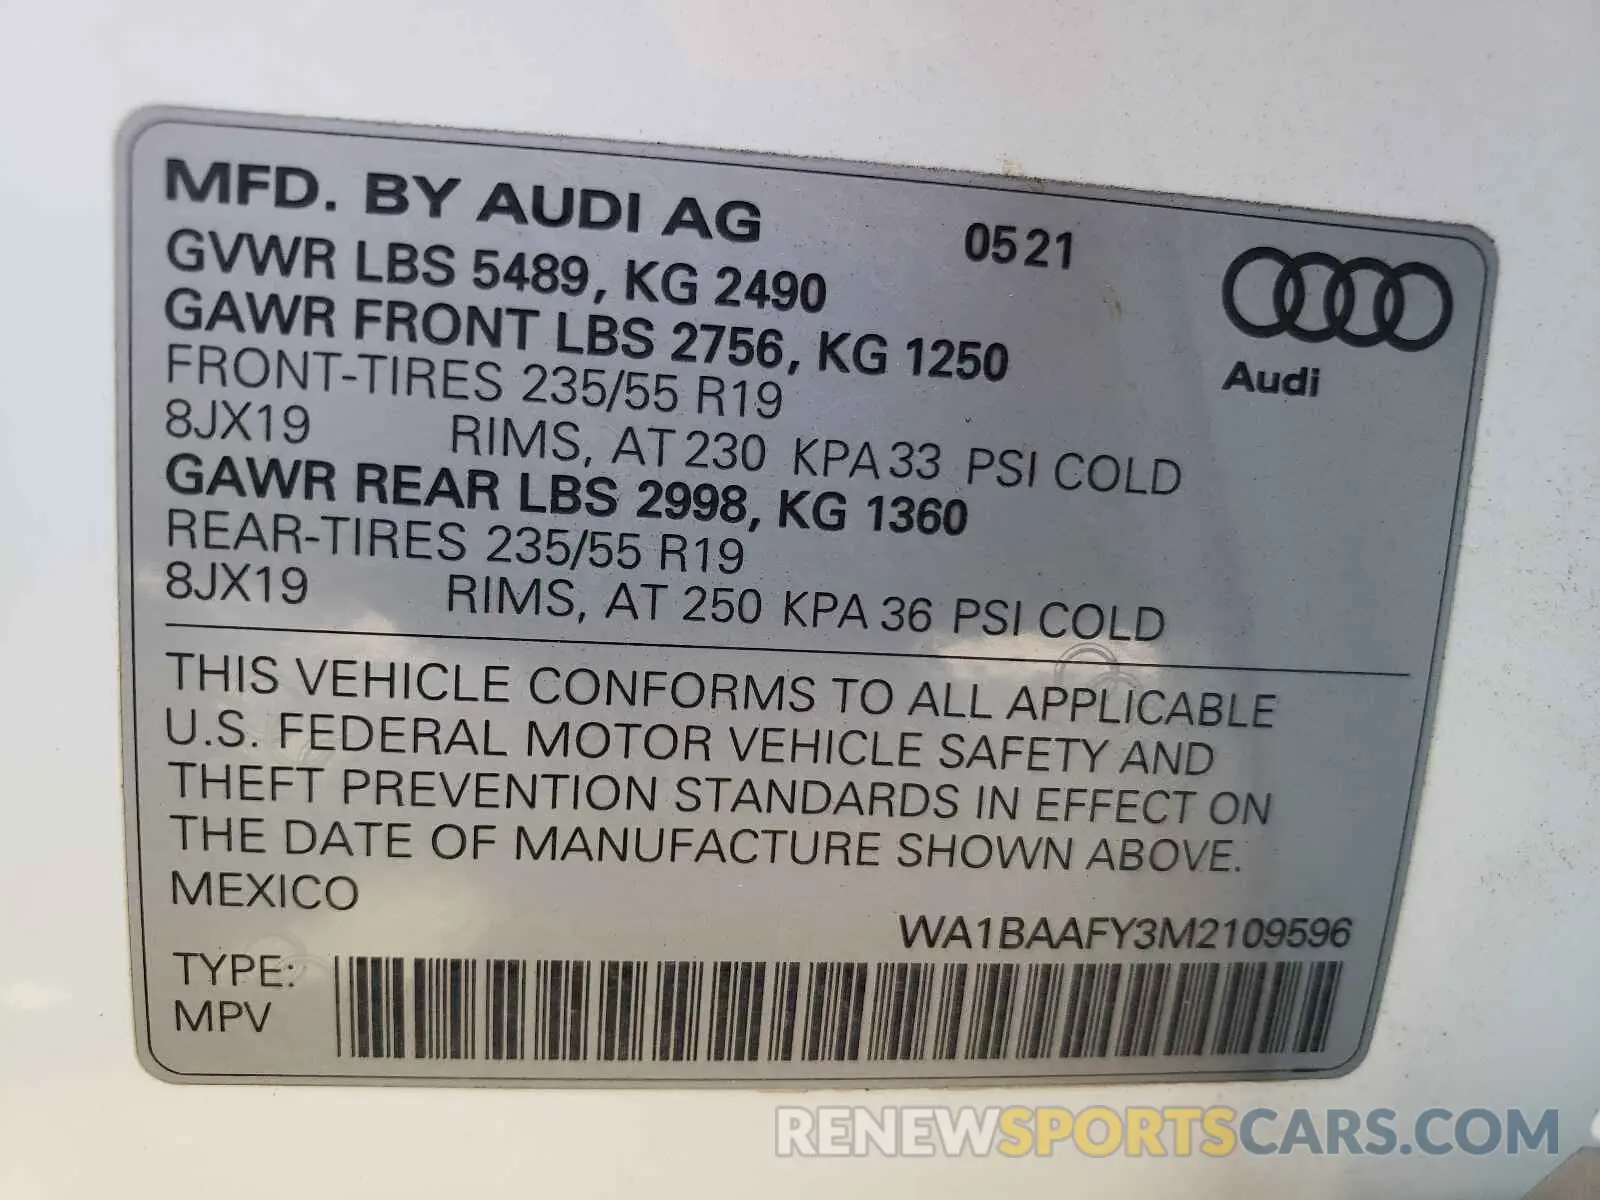 MFD. BY AUDI AG 0521
GVWR LBS 5489, KG 2490
GAWR FRONT LBS 2756, KG 1250
Audi
FRONT-TIRES 235/55 R19
8JX19 RIMS, AT 230 KPA 33 PSI COLD
GAWR REAR LBS 2998, KG 1360
REAR-TIRES 235/55 R19
8JX19 RIMS, AT 250 KPA 36 PSI COLD
THIS VEHICLE CONFORMS TO ALL APPLICABLE
U.S. FEDERAL MOTOR VEHICLE SAFETY AND
THEFT PREVENTION STANDARDS IN EFFECT ON
THE DATE OF MANUFACTURE SHOWN ABOVE.
MEXICO
WA1BAAFY3M2109596
TYPE:
MPV
RENEWSPORTSCARS.COM